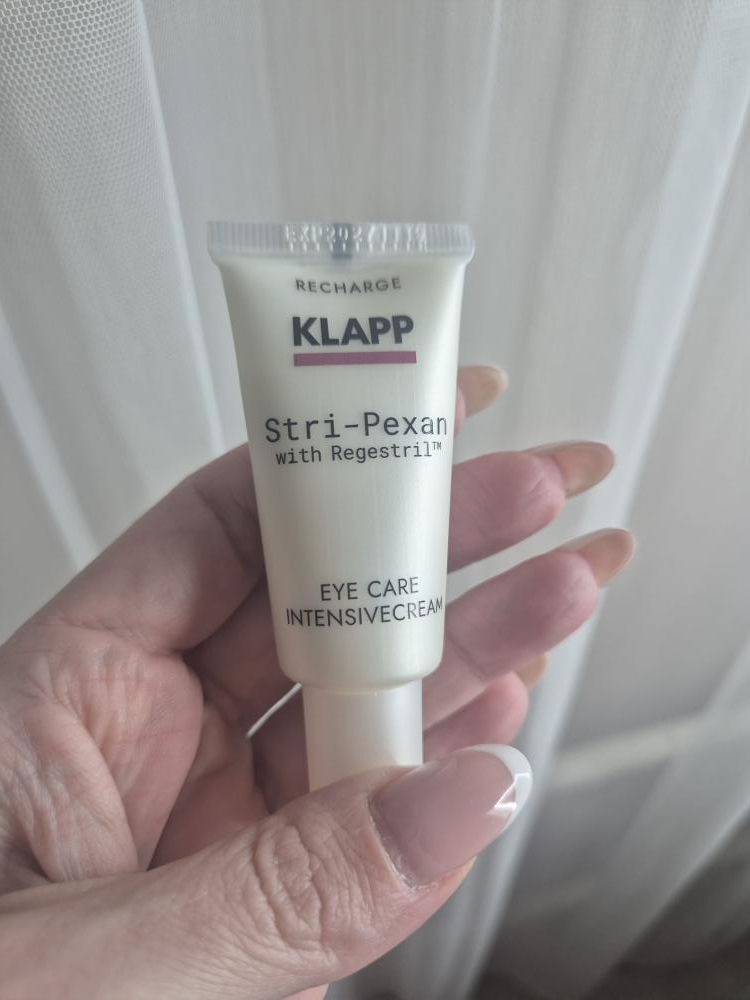 RECHARGE
KLAPP
Stri-Pexan
with Regestril™
EYE CARE
INTENSIVECREAM